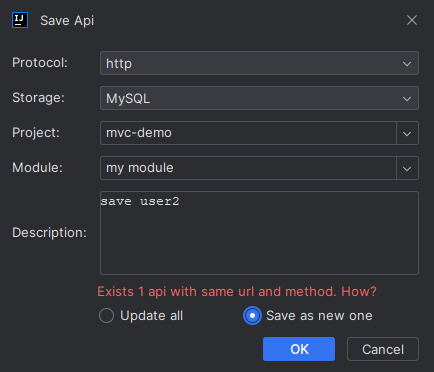 Save Api
Protocol: http
Storage: MySQL
Project: mvc-demo
Module: my module
Description: save user2
Exists 1 api with same url and method. How?
Update all Save as new one
OK Cancel